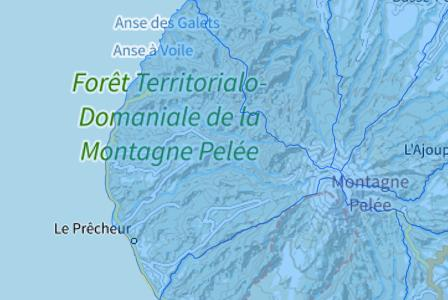 Anse des Galets
Anse à Voile
Forêt Territorialo-
Domaniale de la
Montagne Pelée
L'Ajoup
Montagne
Pelée
Le Prêcheur